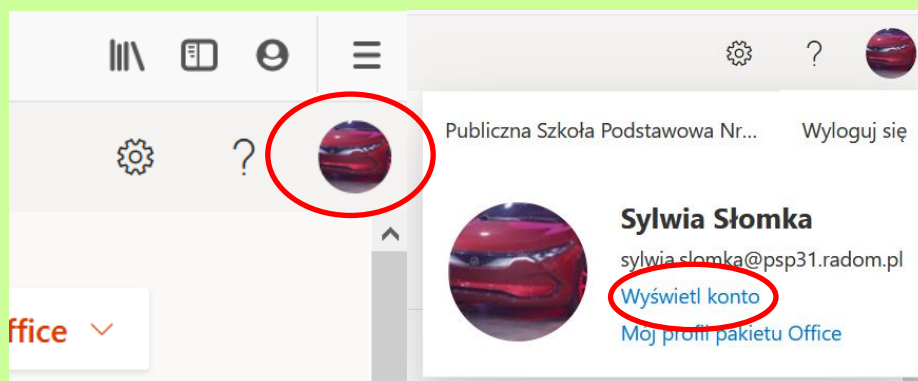 ?
ffice
?
Publiczna Szkoła Podstawowa Nr... Wyloguj się
Sylwia Słomka
sylwia.slomka@psp31.radom.pl
Wyświetl konto
Mój profil pakietu Office